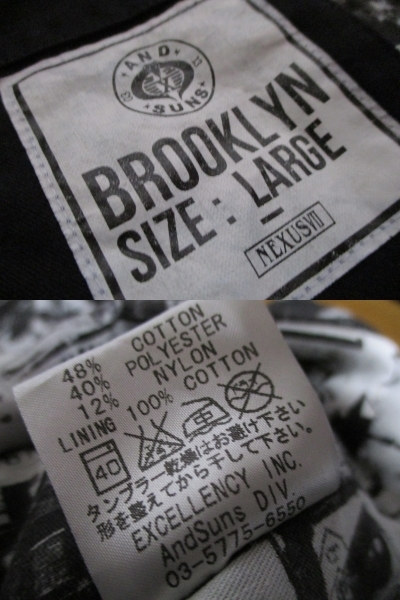 AND
SUNS
BROOKLYN
SIZE : LARGE
NEXUSVII
48% COTTON
40% POLYESTER
12% NYLON
LINING 100% COTTON
40
タンブラー乾燥はお避け下さい
形を整えてから干して下さい。
EXCELLENCY INC.
AndSuns DIV.
03-5775-6550